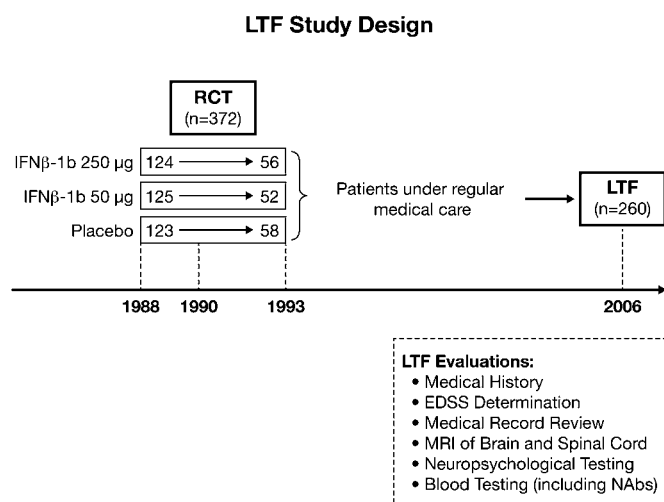 LTF Study Design
RCT
(n=372)
IFNβ-1b 250 µg 124 56
IFNβ-1b 50 µg 125 52
Placebo 123 58
Patients under regular
medical care
LTF
(n=260)
1988 1990 1993 2006
LTF Evaluations:
• Medical History
• EDSS Determination
• Medical Record Review
• MRI of Brain and Spinal Cord
• Neuropsychological Testing
• Blood Testing (including NAbs)